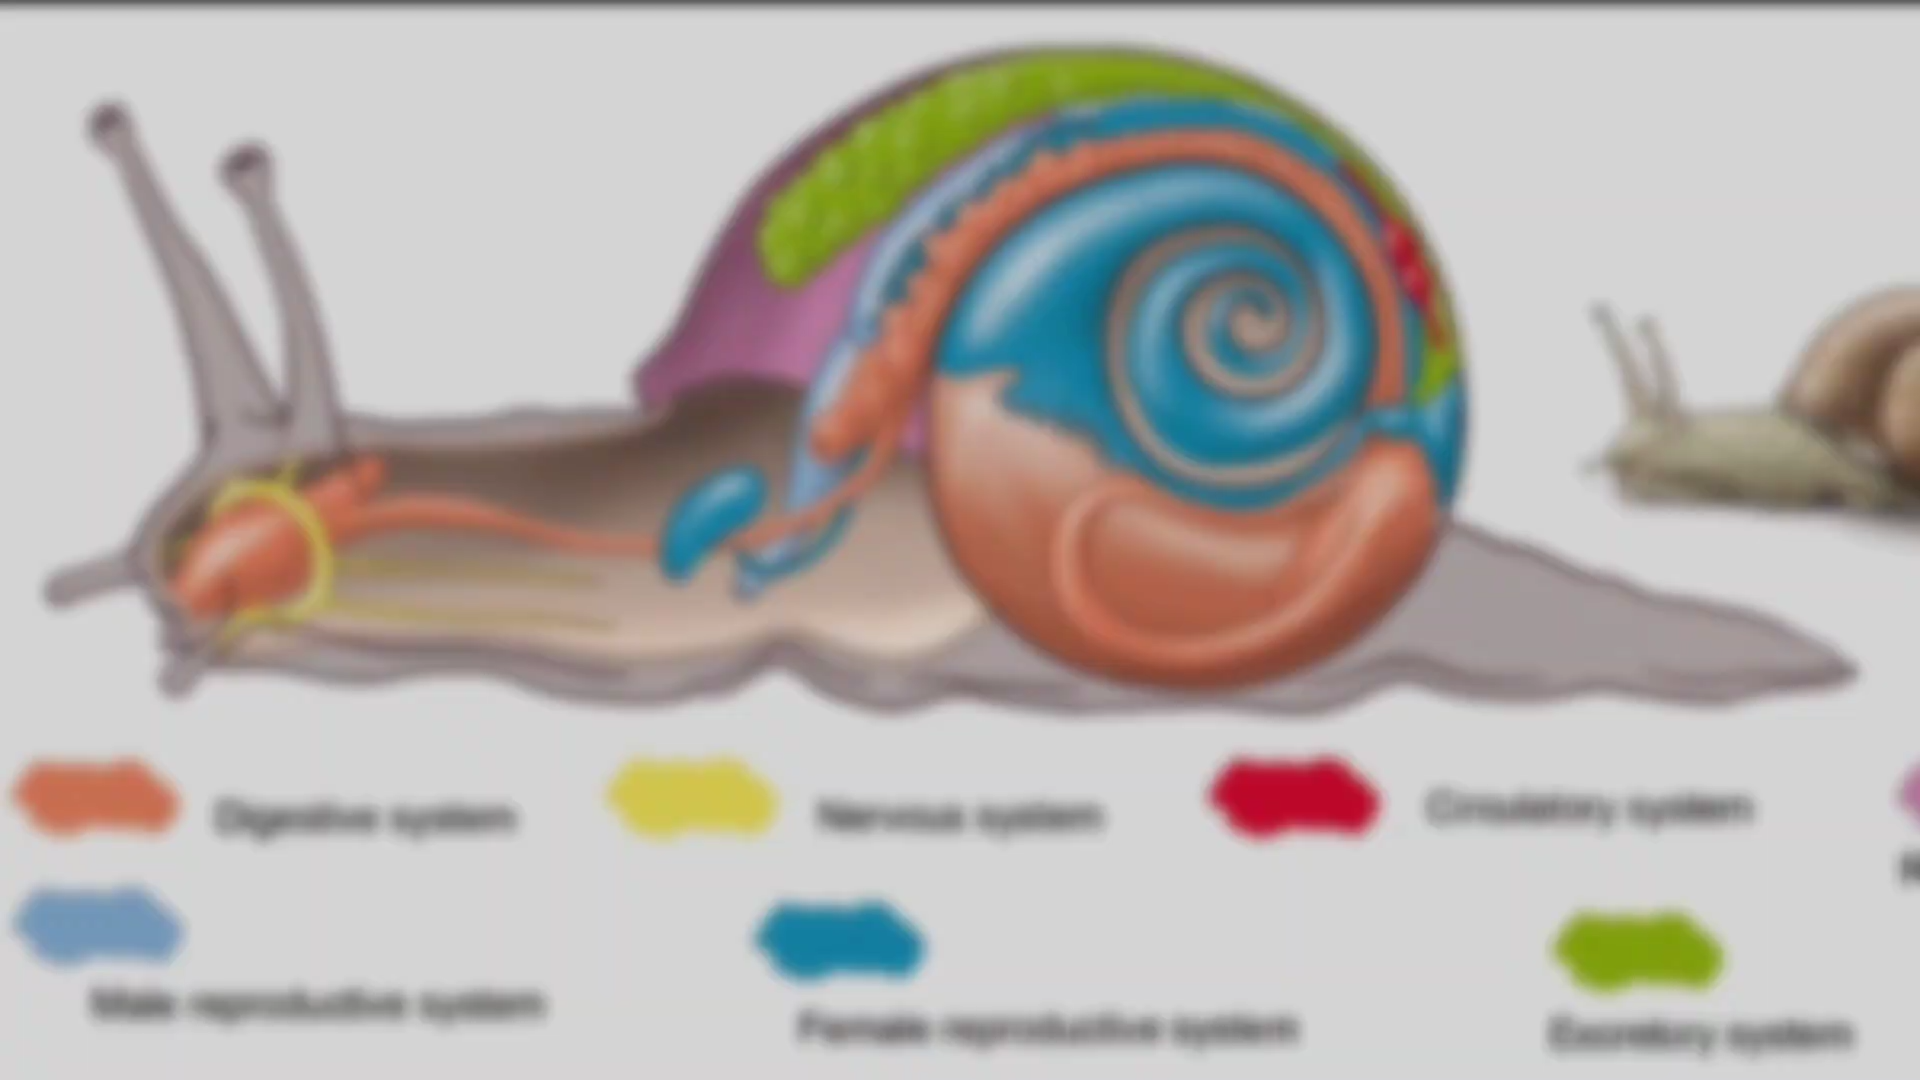 Digestive system
Nervous system
Circulatory system
Male reproductive system
Female reproductive system
Excretory system